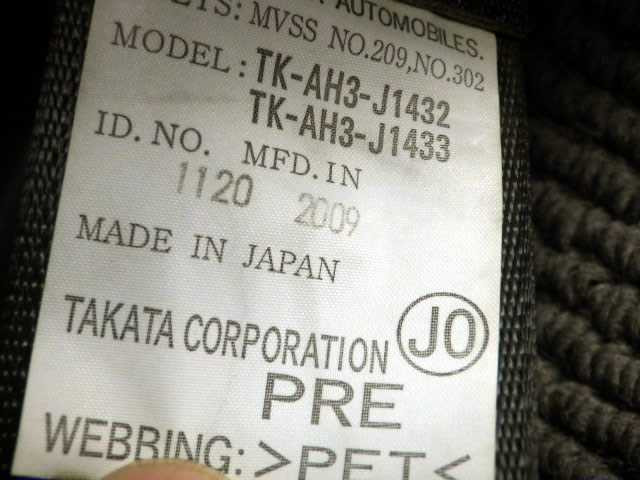 AUTOMOBILES.
MVSS NO.209,NO.302
MODEL: TK-AH3-J1432
TK-AH3-J1433
ID.NO. MFD.IN
1120 2009
MADE IN JAPAN
TAKATA CORPORATION JO
PRE
WEBBING: >PET<